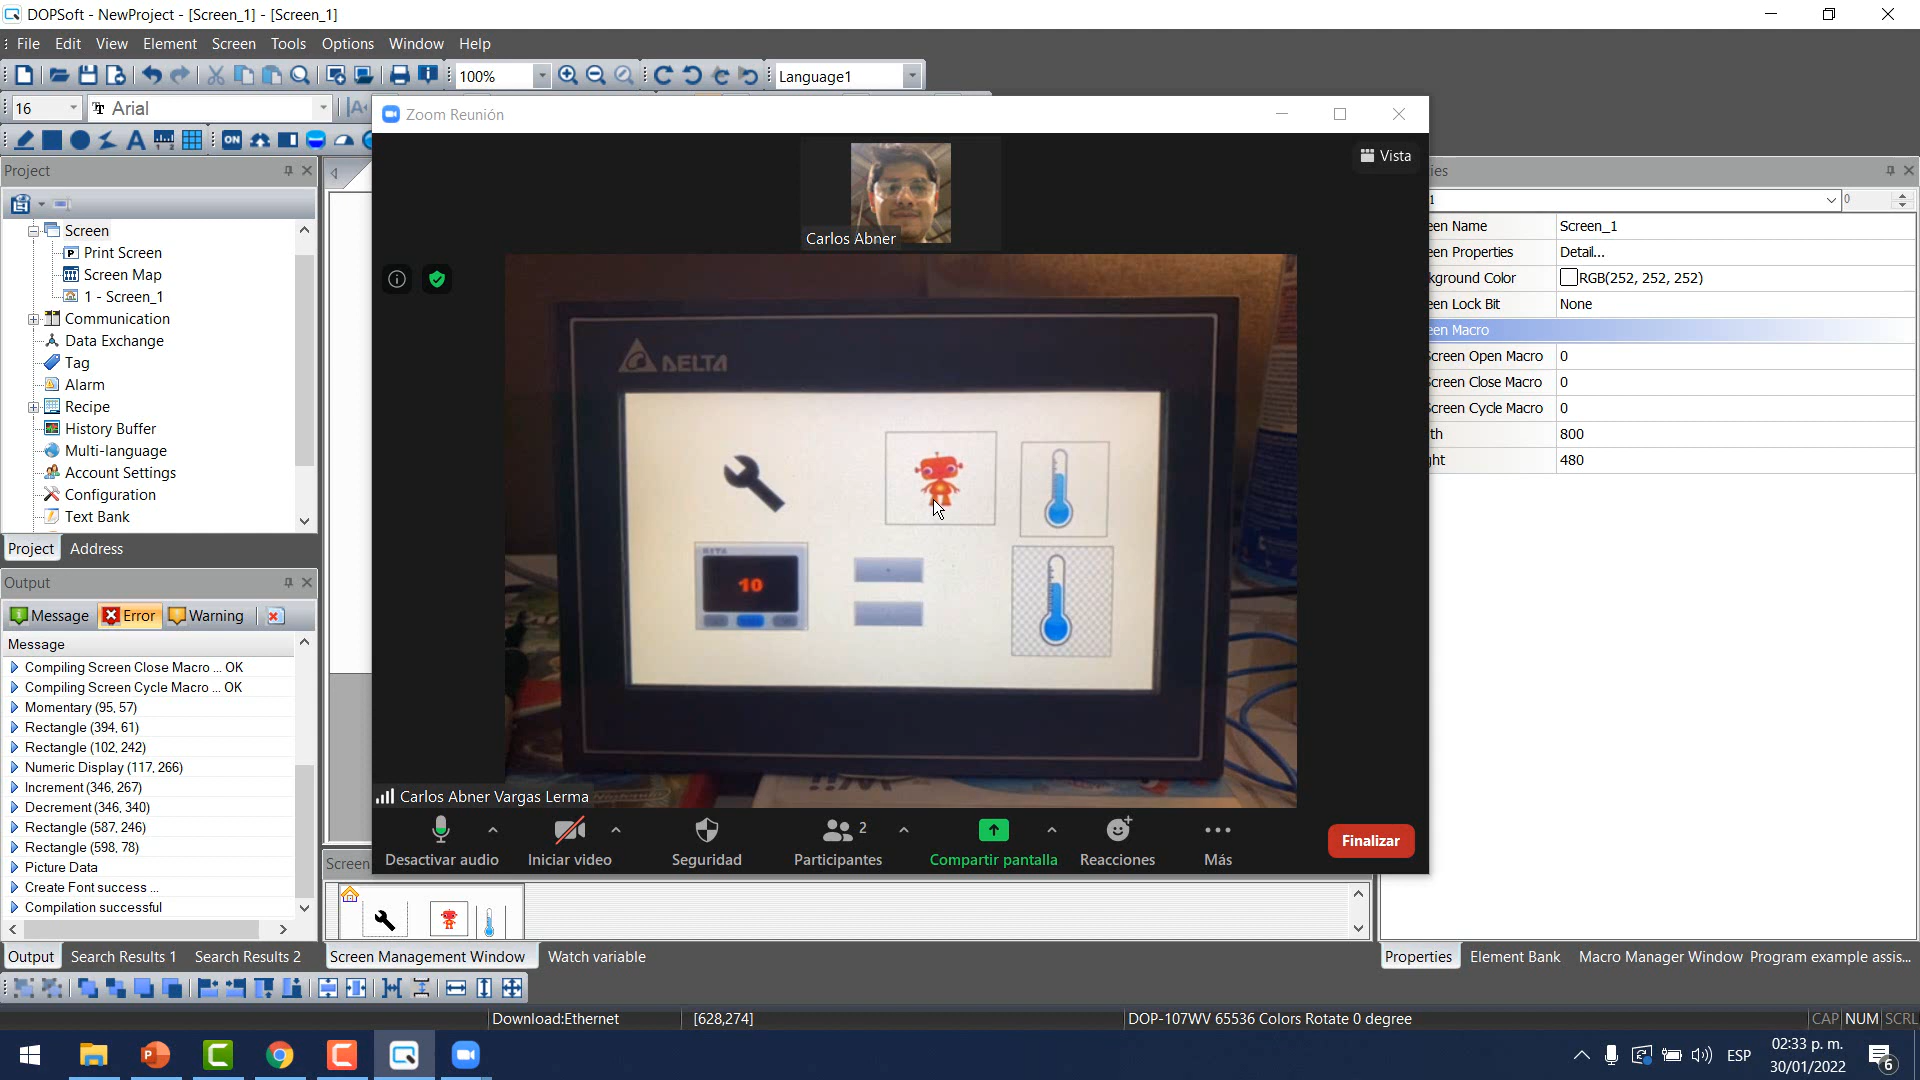 DOPSoft - NewProject - [Screen_1] - [Screen_1]
File Edit View Element Screen Tools Options Window Help
100% Language1
16 Arial
Zoom Reunión
Vista
Carlos Abner
DELTA
10
Carlos Abner Vargas Lerma
Desactivar audio Iniciar video Seguridad Participantes 2 Compartir pantalla Reacciones Más Finalizar
Project
Screen
Print Screen
Screen Map
1 - Screen_1
Communication
Data Exchange
Tag
Alarm
Recipe
History Buffer
Multi-language
Account Settings
Configuration
Text Bank
Project Address
Output
Message Error Warning
Message
Compiling Screen Close Macro ... OK
Compiling Screen Cycle Macro ... OK
Momentary (95, 57)
Rectangle (394, 61)
Rectangle (102, 242)
Numeric Display (117, 266)
Increment (346, 267)
Decrement (346, 340)
Rectangle (587, 246)
Rectangle (598, 78)
Picture Data
Create Font success ...
Compilation successful
Output Search Results 1 Search Results 2
Screen
Screen Management Window Watch variable
ies
1 0
een Name Screen_1
een Properties Detail...
kground Color RGB(252, 252, 252)
een Lock Bit None
een Macro
Screen Open Macro 0
Screen Close Macro 0
Screen Cycle Macro 0
th 800
ght 480
Properties Element Bank Macro Manager Window Program example assis...
Download:Ethernet [628,274] DOP-107WV 65536 Colors Rotate 0 degree CAP NUM SCRL
ESP 02:33 p. m.
30/01/2022 6